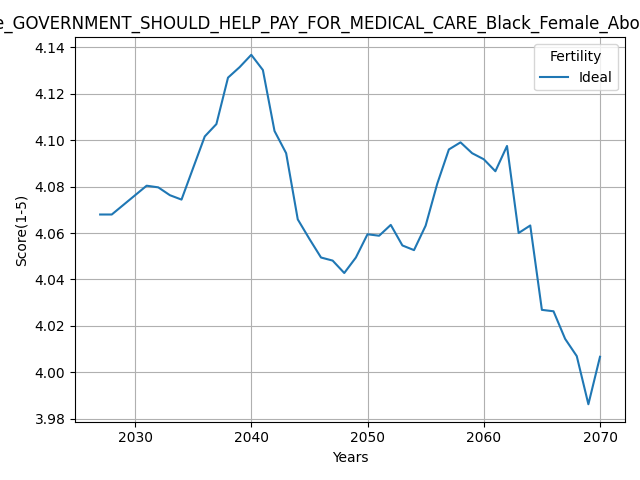 e_GOVERNMENT_SHOULD_HELP_PAY_FOR_MEDICAL_CARE_Black_Female_Abo
4.14
4.12
4.10
4.08
4.06
4.04
4.02
4.00
3.98
Score(1-5)
Fertility
Ideal
2030 2040 2050 2060 2070
Years